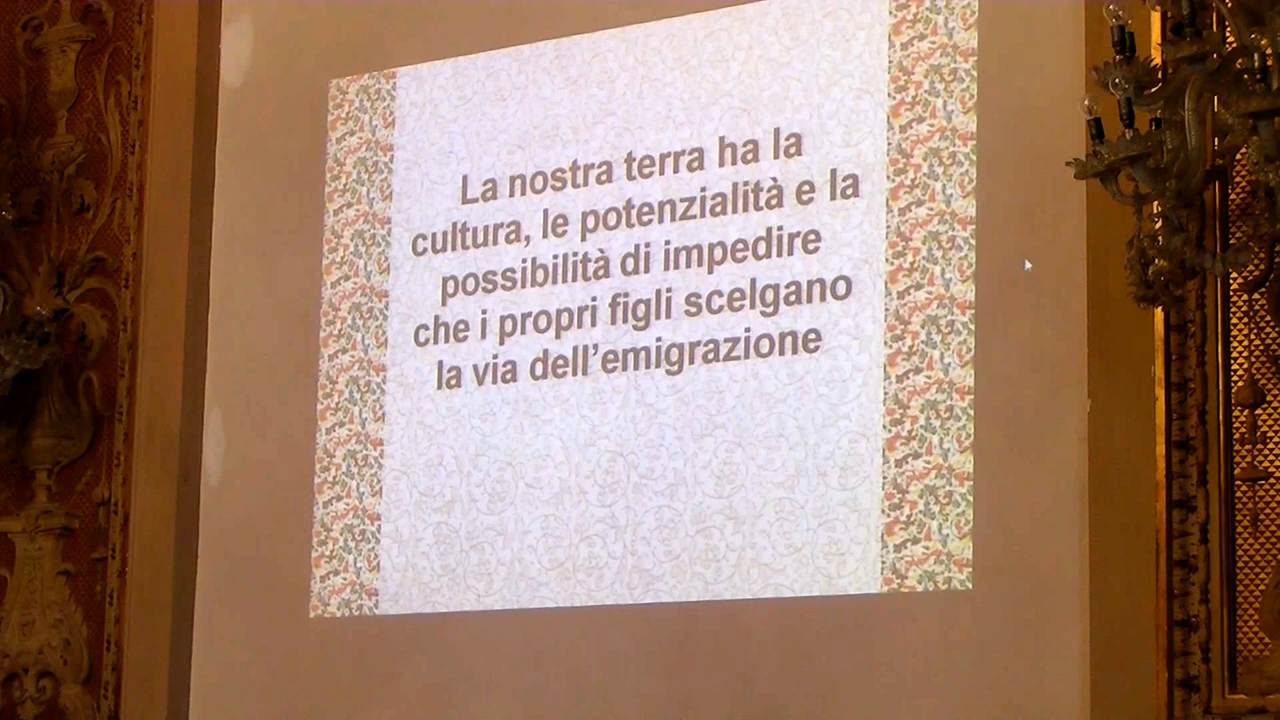 La nostra terra ha la
cultura, le potenzialità e la
possibilità di impedire
che i propri figli scelgano
la via dell’emigrazione